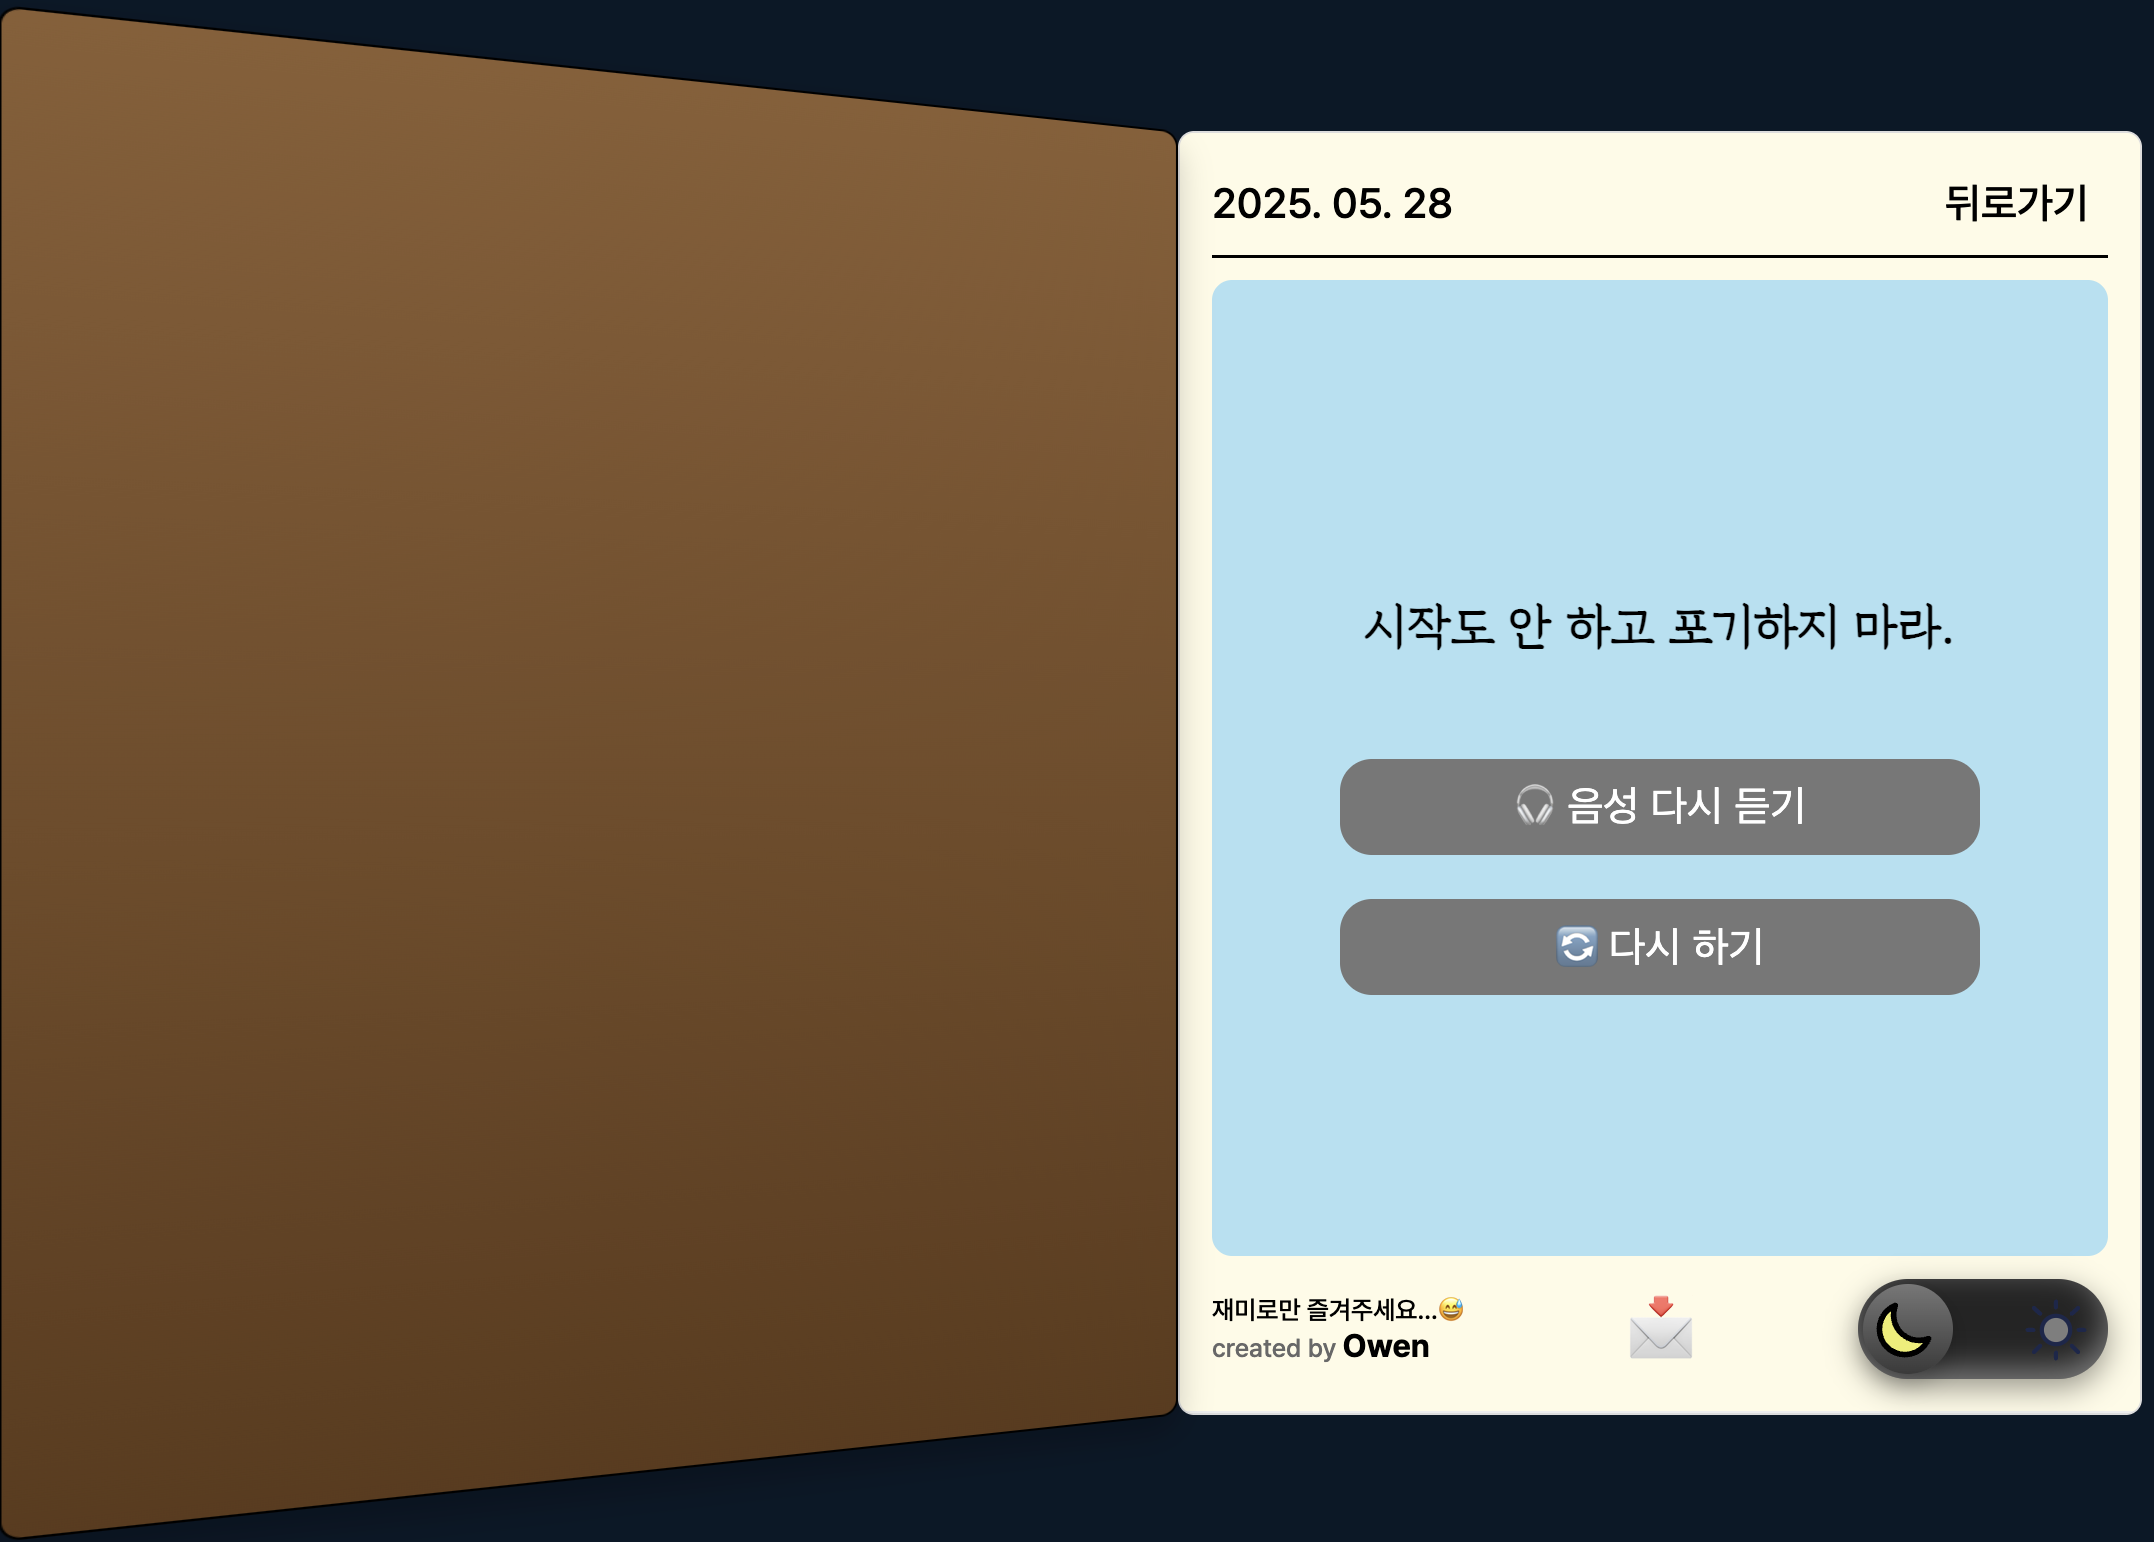 2025. 05. 28
뒤로가기
시작도 안 하고 포기하지 마라.
🎧 음성 다시 듣기
🔄 다시 하기
재미로만 즐겨주세요...😅
created by Owen